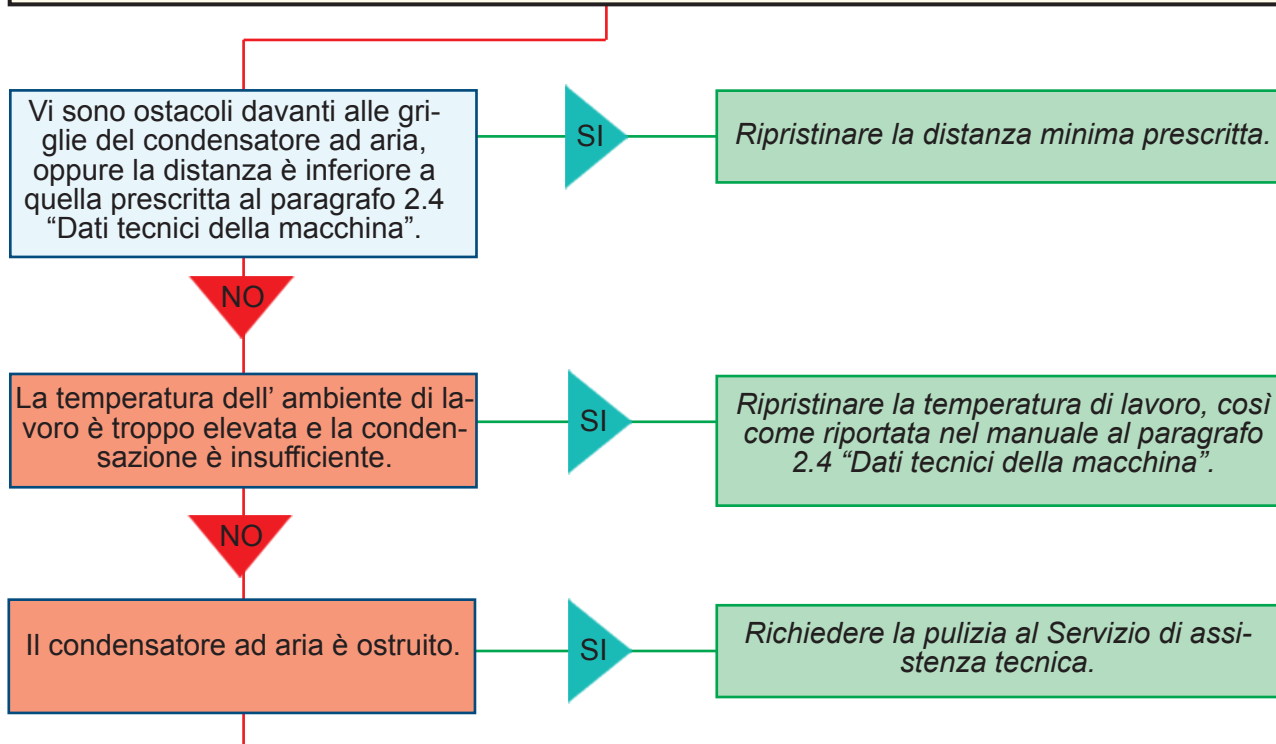 Vi sono ostacoli davanti alle gri-
glie del condensatore ad aria,
oppure la distanza è inferiore a
quella prescritta al paragrafo 2.4
“Dati tecnici della macchina”.
SI
Ripristinare la distanza minima prescritta.
NO
La temperatura dell’ ambiente di la-
voro è troppo elevata e la conden-
sazione è insufficiente.
SI
Ripristinare la temperatura di lavoro, così
come riportata nel manuale al paragrafo
2.4 “Dati tecnici della macchina”.
NO
Il condensatore ad aria è ostruito.
SI
Richiedere la pulizia al Servizio di assi-
stenza tecnica.